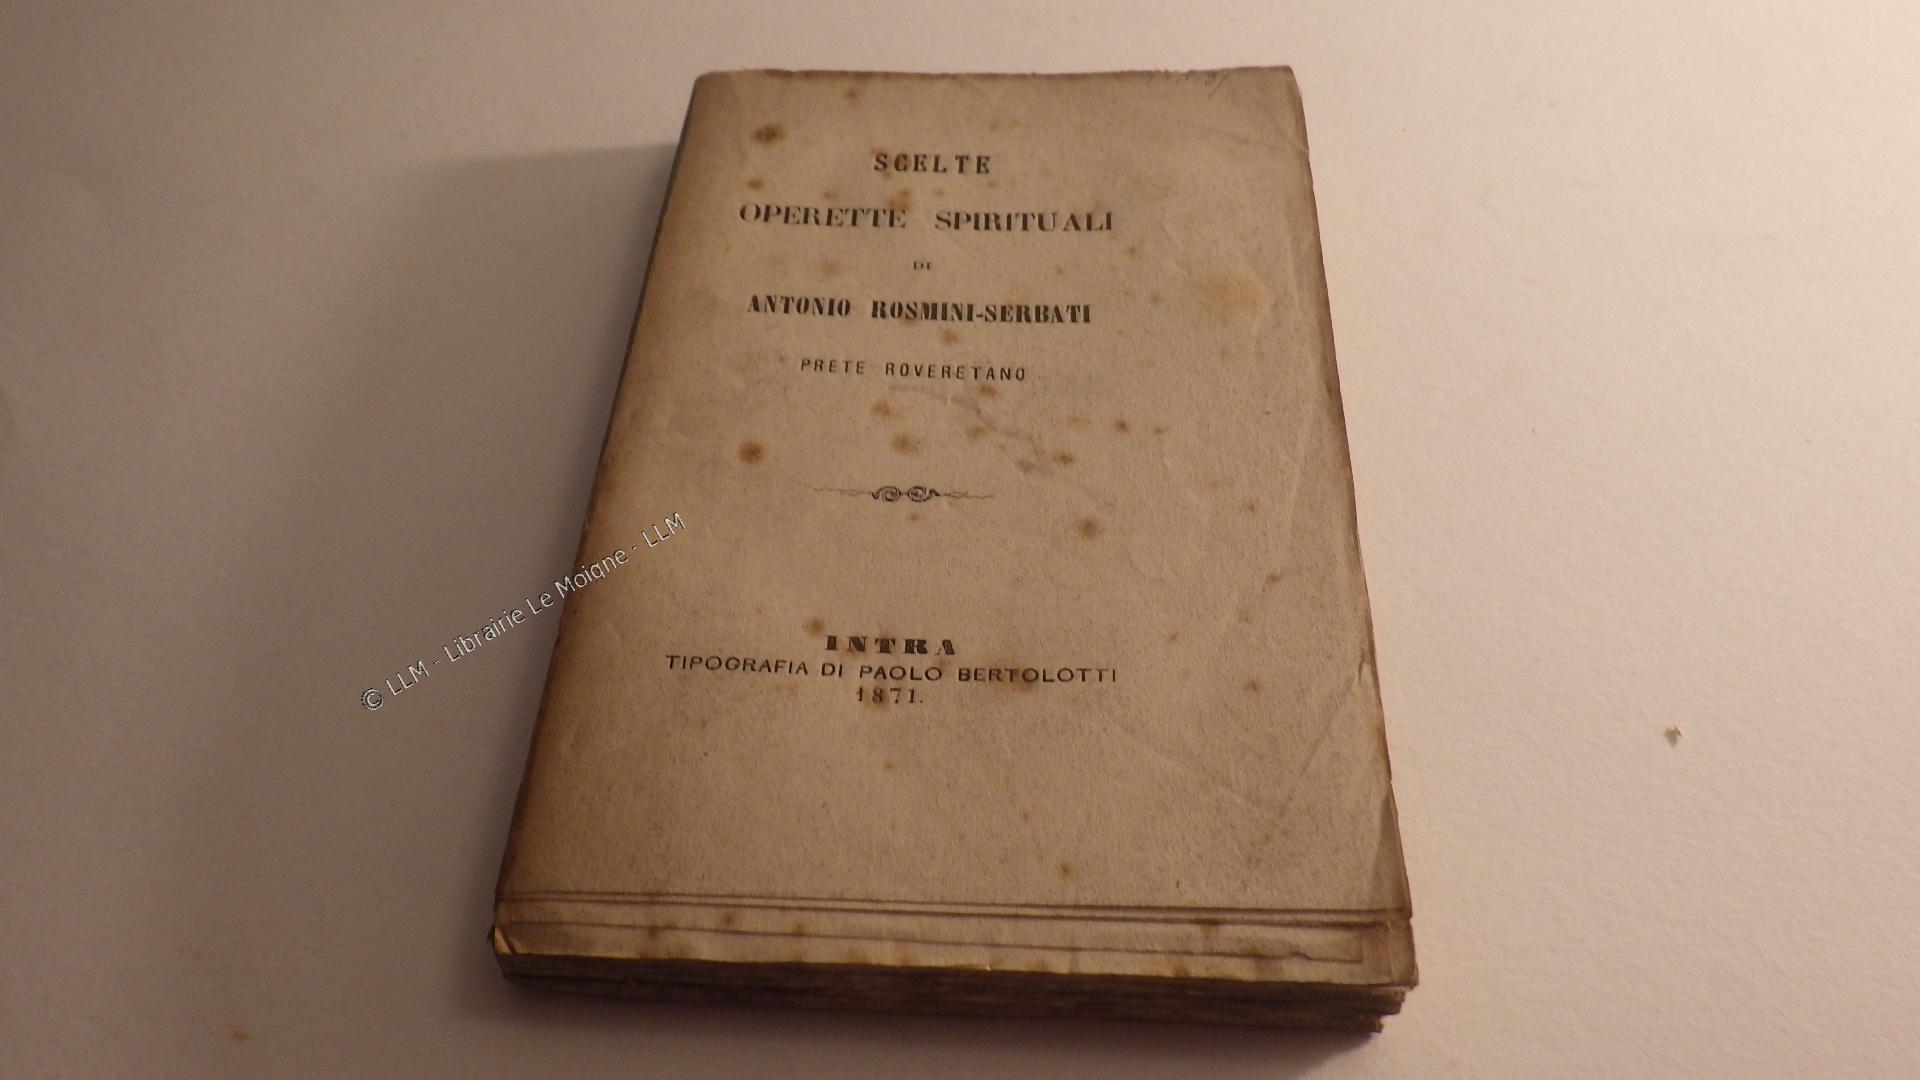 SCELTE
OPERETTE SPIRITUALI
DI
ANTONIO ROSMINI-SERBATI
PRETE ROVERETANO
INTRA
TIPOGRAFIA DI PAOLO BERTOLOTTI
1871.
© LLM - Librairie Le Moigne - LLM